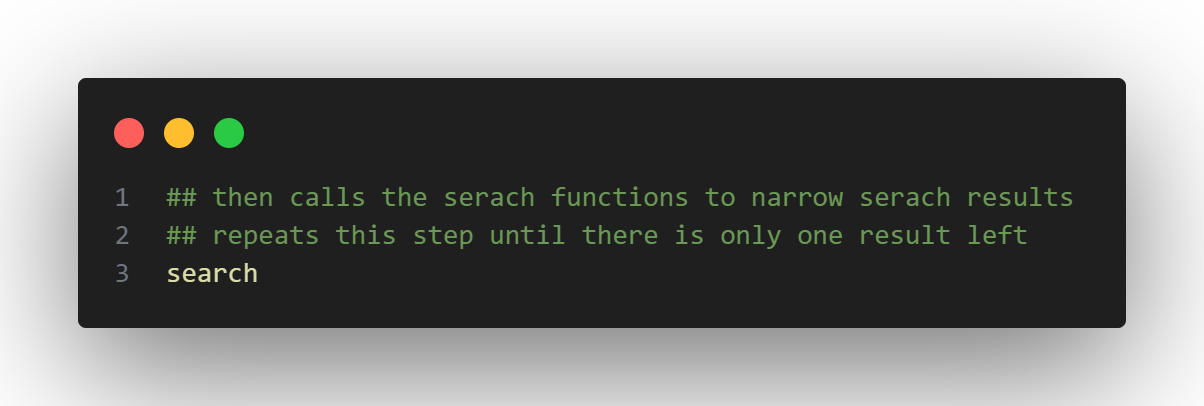 1 ## then calls the serach functions to narrow serach results
2 ## repeats this step until there is only one result left
3 search